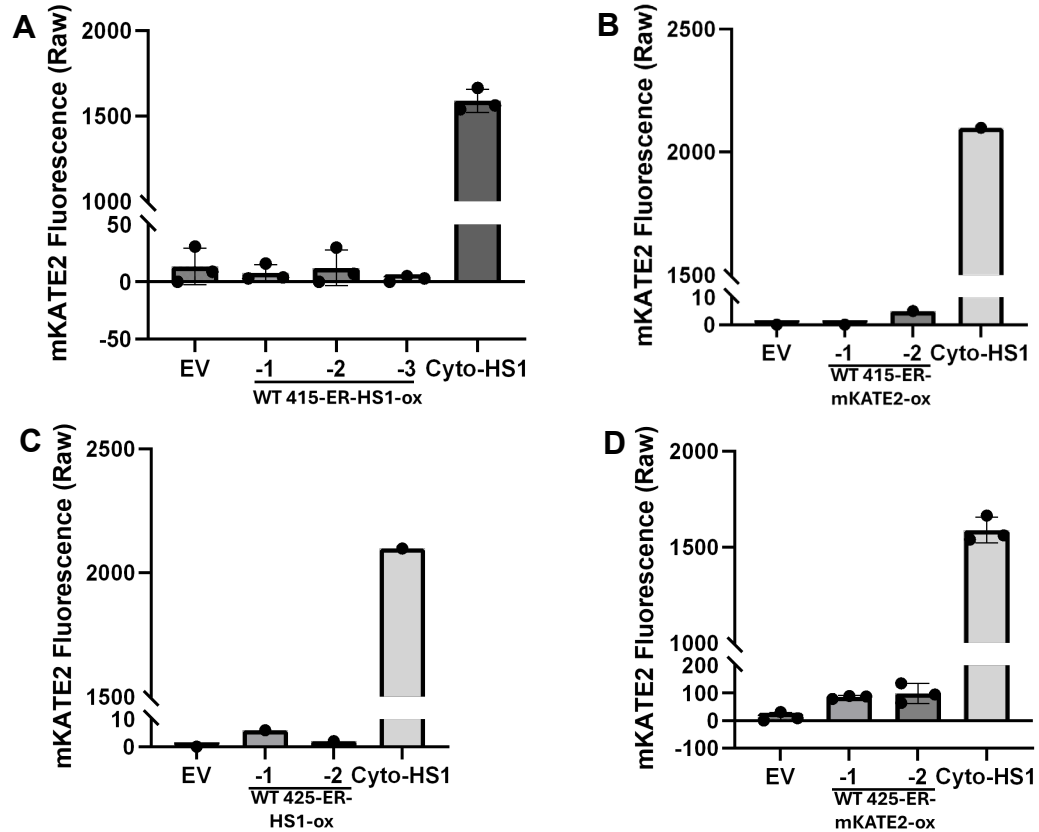 A
mKATE2 Fluorescence (Raw)
2000
1500
1000
50
0
-50
EV
-1
-2
-3
Cyto-HS1
WT 415-ER-HS1-ox
B
mKATE2 Fluorescence (Raw)
2500
2000
1500
10
0
EV
-1
-2
Cyto-HS1
WT 415-ER-
mKATE2-ox
C
mKATE2 Fluorescence (Raw)
2500
2000
1500
10
0
EV
-1
-2
Cyto-HS1
WT 425-ER-
HS1-ox
D
mKATE2 Fluorescence (Raw)
2000
1500
1000
200
100
0
-100
EV
-1
-2
Cyto-HS1
WT 425-ER-
mKATE2-ox